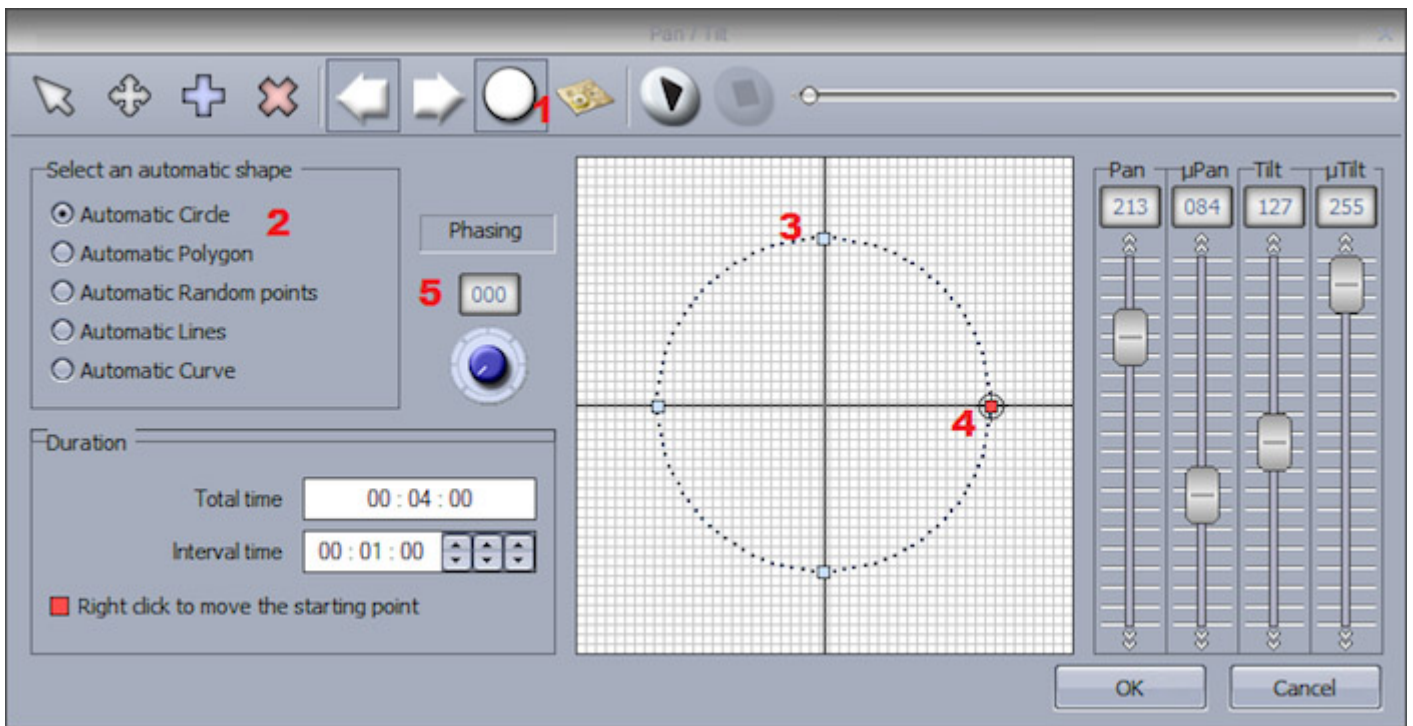 Pan / Tilt
1
Select an automatic shape
Automatic Circle
2
Automatic Polygon
Automatic Random points
Automatic Lines
Automatic Curve
Phasing
5
000
3
4
Pan
µPan
Tilt
µTilt
213
084
127
255
Duration
Total time
00 : 04 : 00
Interval time
00 : 01 : 00
Right click to move the starting point
OK
Cancel